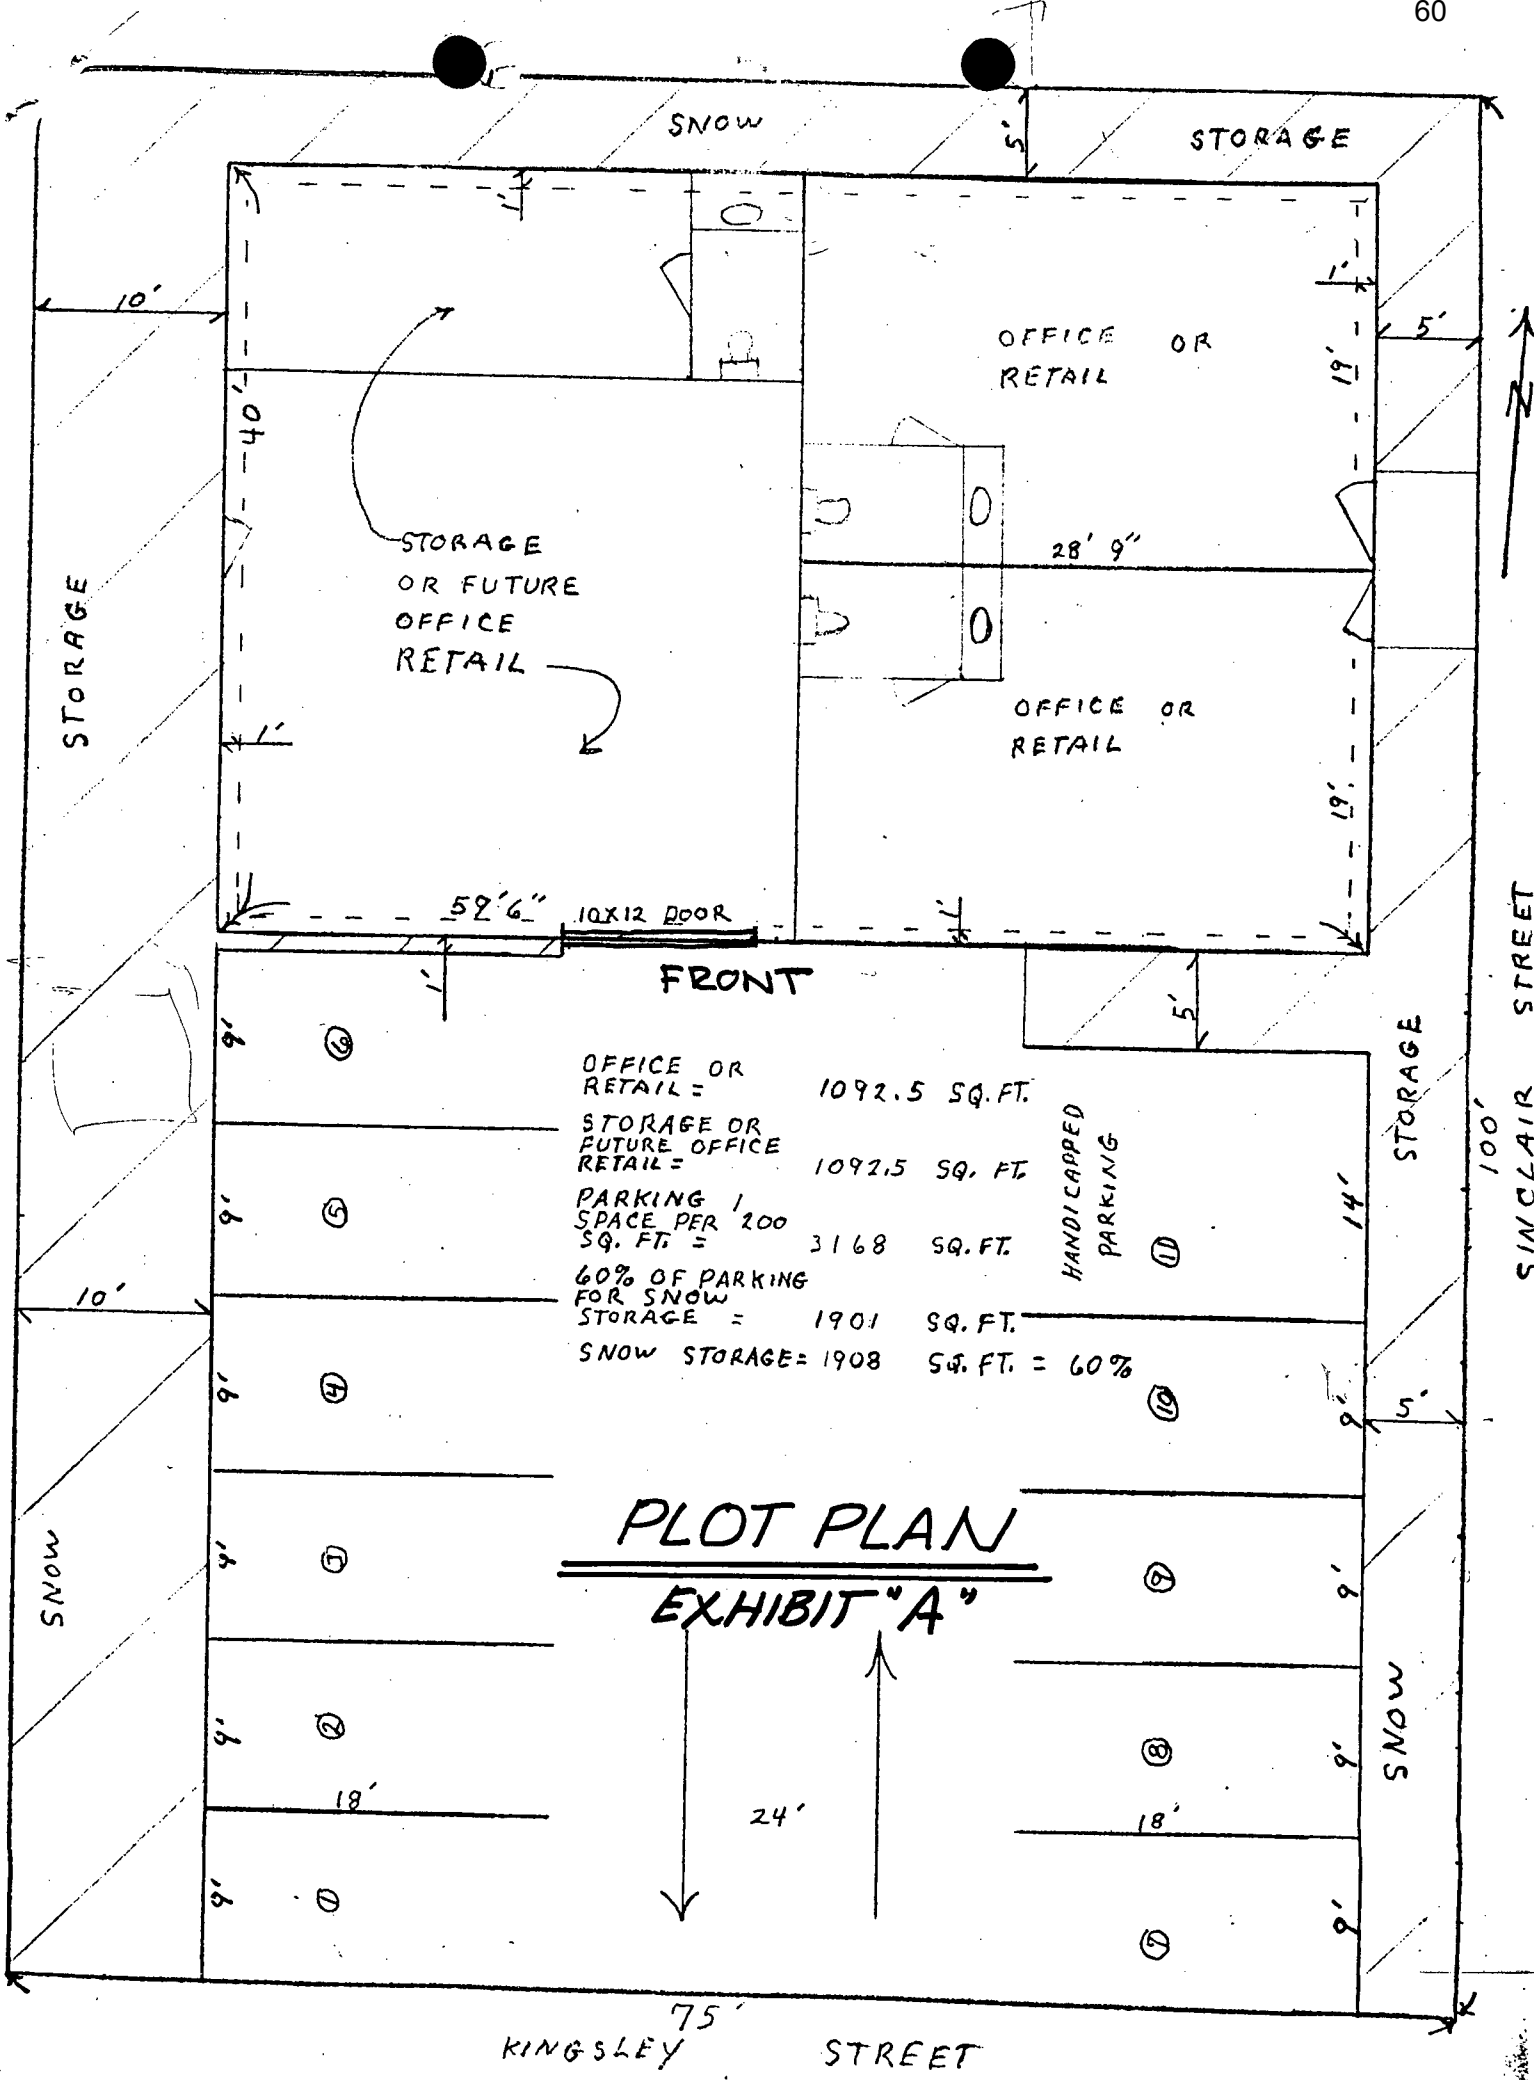 60
SNOW STORAGE
5'
1'
10'
1'
5'
OFFICE OR
RETAIL
19'
N
40'
STORAGE
OR FUTURE
OFFICE
RETAIL
28' 9"
STORAGE
OFFICE OR
RETAIL
1'
19'
10X12 DOOR
1'
FRONT
1'
5'
SINCLAIR STREET
100'
STORAGE
9' 6
OFFICE OR
RETAIL = 1092.5 SQ.FT.
STORAGE OR
FUTURE OFFICE
RETAIL = 1092.5 SQ. FT.
PARKING 1
SPACE PER 200
SQ. FT. = 3168 SQ.FT.
60% OF PARKING
FOR SNOW
STORAGE = 1901 SQ. FT.
SNOW STORAGE = 1908 SQ. FT. = 60%
HANDICAPPED
PARKING
11
14'
9' 5
10'
9' 4
10 9'
5'
PLOT PLAN
EXHIBIT "A"
SNOW
9' 3
9 9'
9' 2
8 9'
SNOW
18'
24'
18'
9' 1
7 9'
75'
KINGSLEY STREET